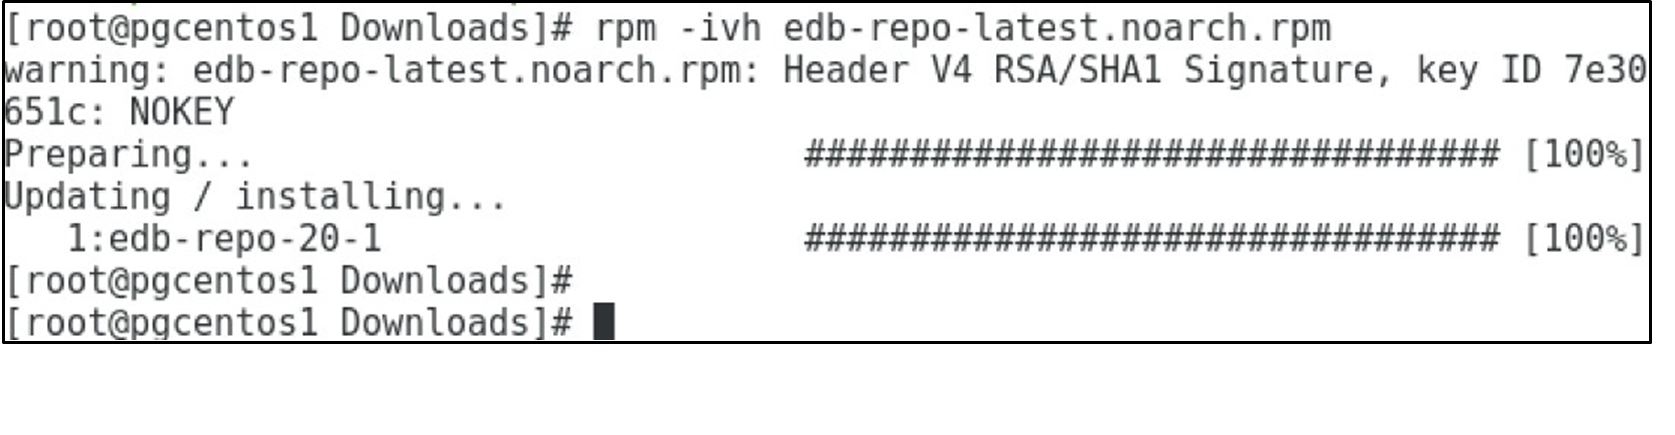 [root@pgcentos1 Downloads]# rpm -ivh edb-repo-latest.noarch.rpm
warning: edb-repo-latest.noarch.rpm: Header V4 RSA/SHA1 Signature, key ID 7e30
651c: NOKEY
Preparing...                          ################################# [100%]
Updating / installing...
   1:edb-repo-20-1                    ################################# [100%]
[root@pgcentos1 Downloads]#
[root@pgcentos1 Downloads]#